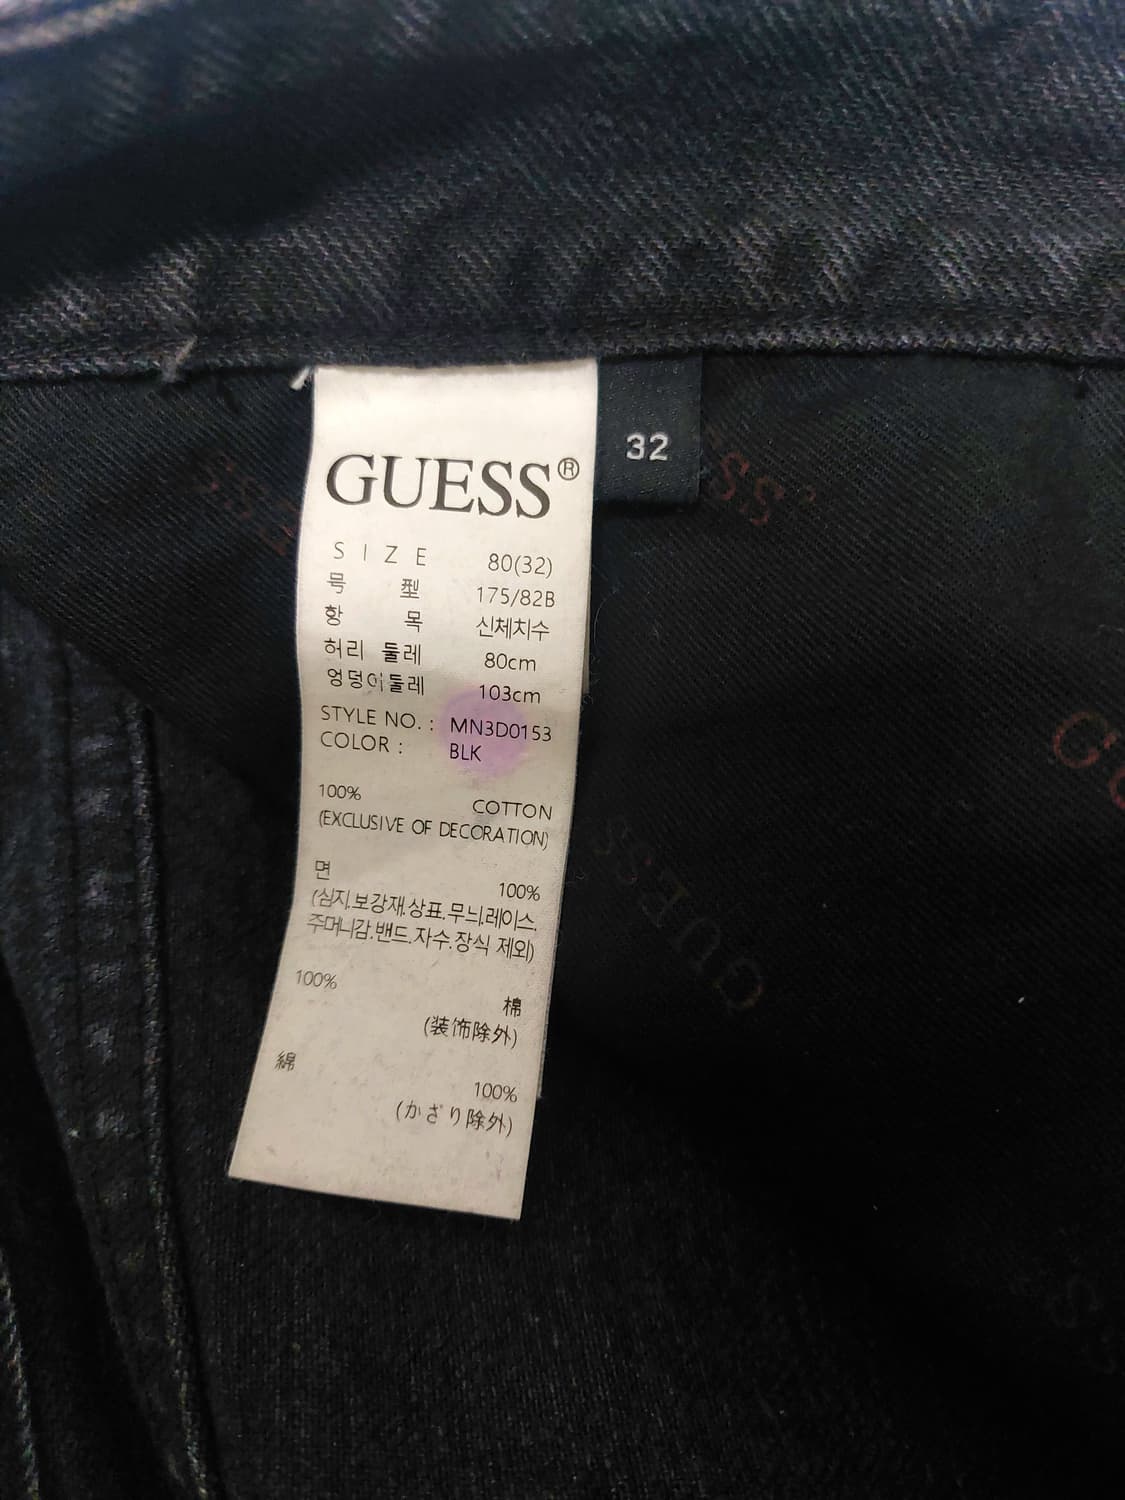 GUESS®
32
SIZE 80(32)
号 型 175/82B
항 목 신체치수
허리 둘레 80cm
엉덩이둘레 103cm
STYLE NO. : MN3D0153
COLOR : BLK
100% COTTON
(EXCLUSIVE OF DECORATION)
면 100%
(심지.보강재.상표.무늬.레이스.
주머니감.밴드.자수.장식 제외)
100% 棉
(装饰除外)
綿 100%
(かざり除外)
GUESS